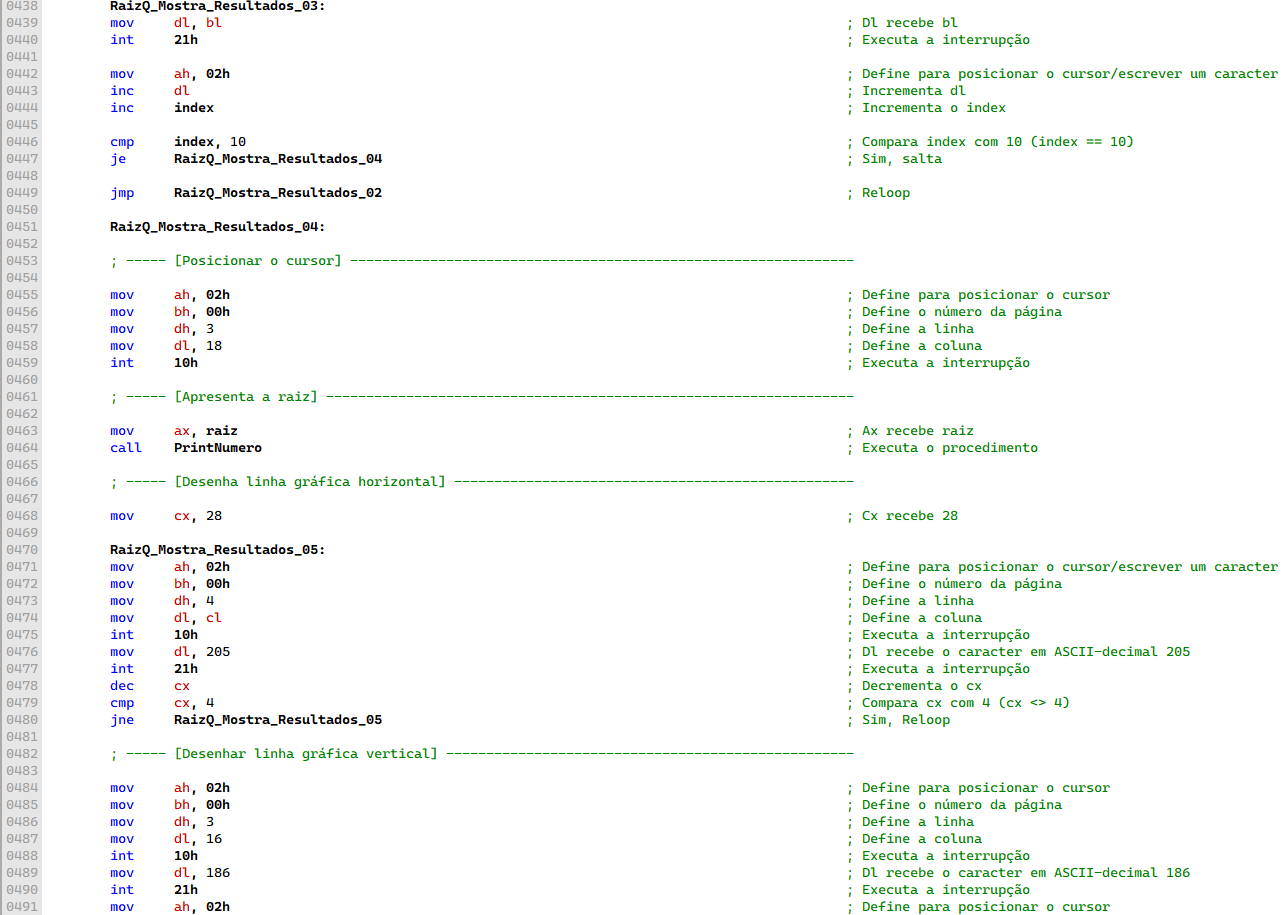 0438 RaizQ_Mostra_Resultados_03:
0439 mov dl, bl ; Dl recebe bl
0440 int 21h ; Executa a interrupção
0441
0442 mov ah, 02h ; Define para posicionar o cursor/escrever um caracter
0443 inc dl ; Incrementa dl
0444 inc index ; Incrementa o index
0445
0446 cmp index, 10 ; Compara index com 10 (index == 10)
0447 je RaizQ_Mostra_Resultados_04 ; Sim, salta
0448
0449 jmp RaizQ_Mostra_Resultados_02 ; Reloop
0450
0451 RaizQ_Mostra_Resultados_04:
0452
0453 ; ----- [Posicionar o cursor] ---------------------------------------------------------------
0454
0455 mov ah, 02h ; Define para posicionar o cursor
0456 mov bh, 00h ; Define o número da página
0457 mov dh, 3 ; Define a linha
0458 mov dl, 18 ; Define a coluna
0459 int 10h ; Executa a interrupção
0460
0461 ; ----- [Apresenta a raiz] ------------------------------------------------------------------
0462
0463 mov ax, raiz ; Ax recebe raiz
0464 call PrintNumero ; Executa o procedimento
0465
0466 ; ----- [Desenha linha gráfica horizontal] --------------------------------------------------
0467
0468 mov cx, 28 ; Cx recebe 28
0469
0470 RaizQ_Mostra_Resultados_05:
0471 mov ah, 02h ; Define para posicionar o cursor/escrever um caracter
0472 mov bh, 00h ; Define o número da página
0473 mov dh, 4 ; Define a linha
0474 mov dl, cl ; Define a coluna
0475 int 10h ; Executa a interrupção
0476 mov dl, 205 ; Dl recebe o caracter em ASCII-decimal 205
0477 int 21h ; Executa a interrupção
0478 dec cx ; Decrementa o cx
0479 cmp cx, 4 ; Compara cx com 4 (cx <> 4)
0480 jne RaizQ_Mostra_Resultados_05 ; Sim, Reloop
0481
0482 ; ----- [Desenhar linha gráfica vertical] ---------------------------------------------------
0483
0484 mov ah, 02h ; Define para posicionar o cursor
0485 mov bh, 00h ; Define o número da página
0486 mov dh, 3 ; Define a linha
0487 mov dl, 16 ; Define a coluna
0488 int 10h ; Executa a interrupção
0489 mov dl, 186 ; Dl recebe o caracter em ASCII-decimal 186
0490 int 21h ; Executa a interrupção
0491 mov ah, 02h ; Define para posicionar o cursor